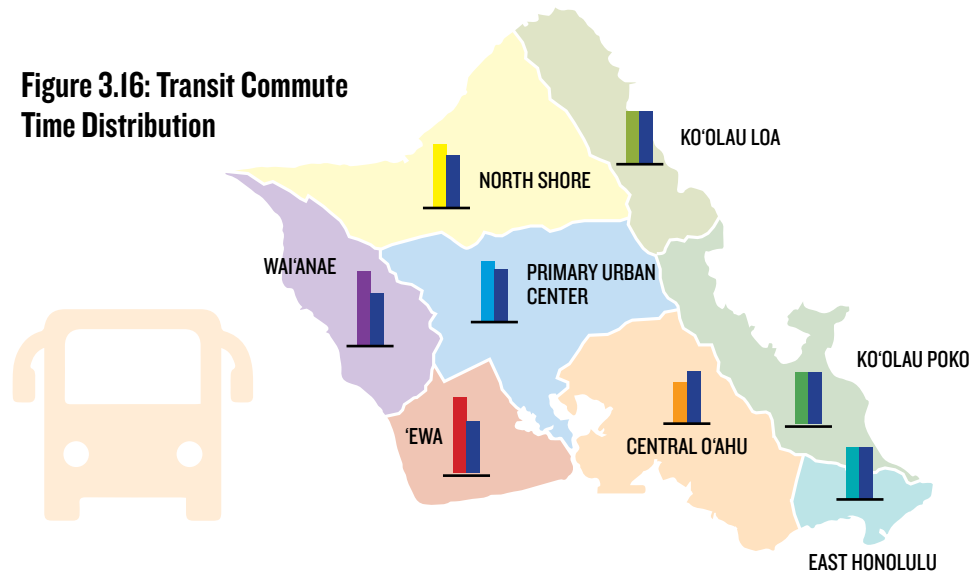 Figure 3.16: Transit Commute
Time Distribution
KO‘OLAU LOA
NORTH SHORE
WAI‘ANAE
PRIMARY URBAN
CENTER
KO‘OLAU POKO
‘EWA
CENTRAL O‘AHU
EAST HONOLULU